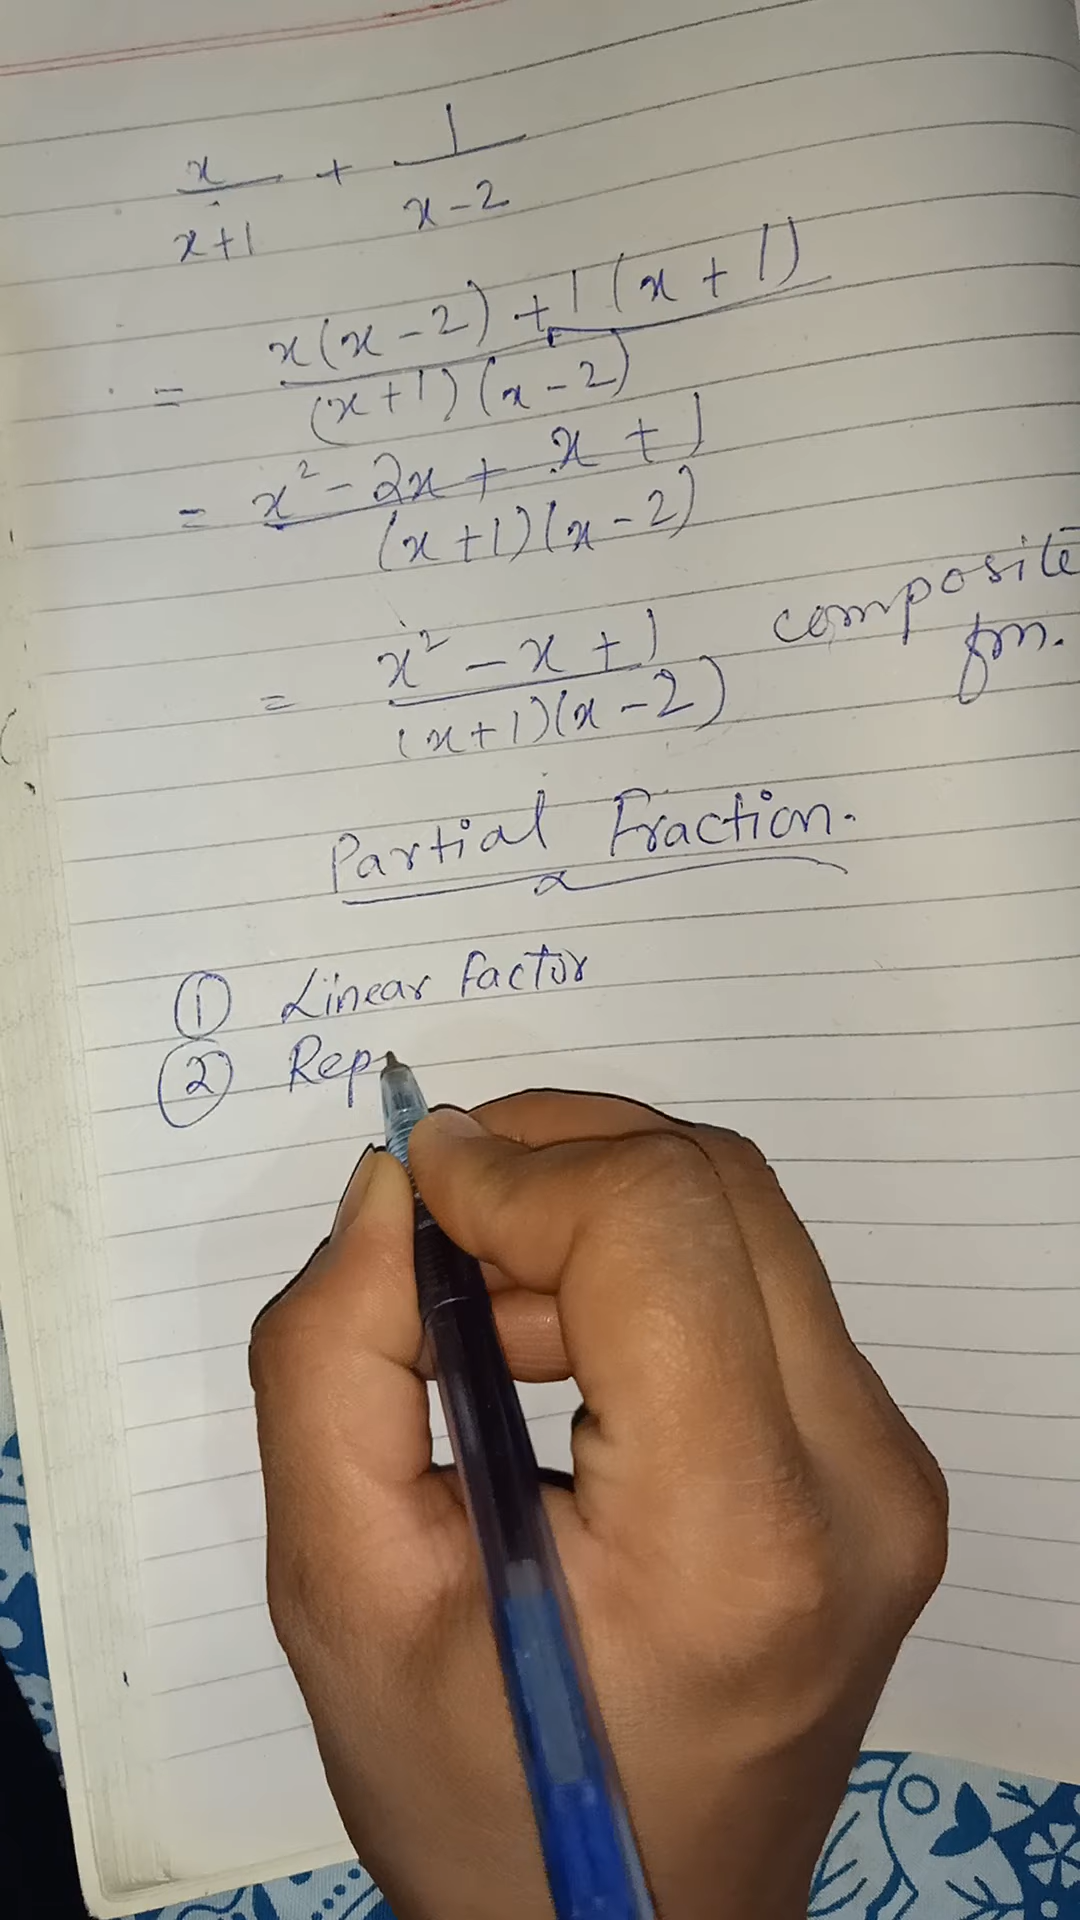 x/x+1 + 1/x-2
= x(x-2)+1(x+1)/(x+1)(x-2)
= x²-2x+x+1/(x+1)(x-2)
= x²-x+1/(x+1)(x-2) composite fn.
Partial Fraction.
① Linear factor
② Rep